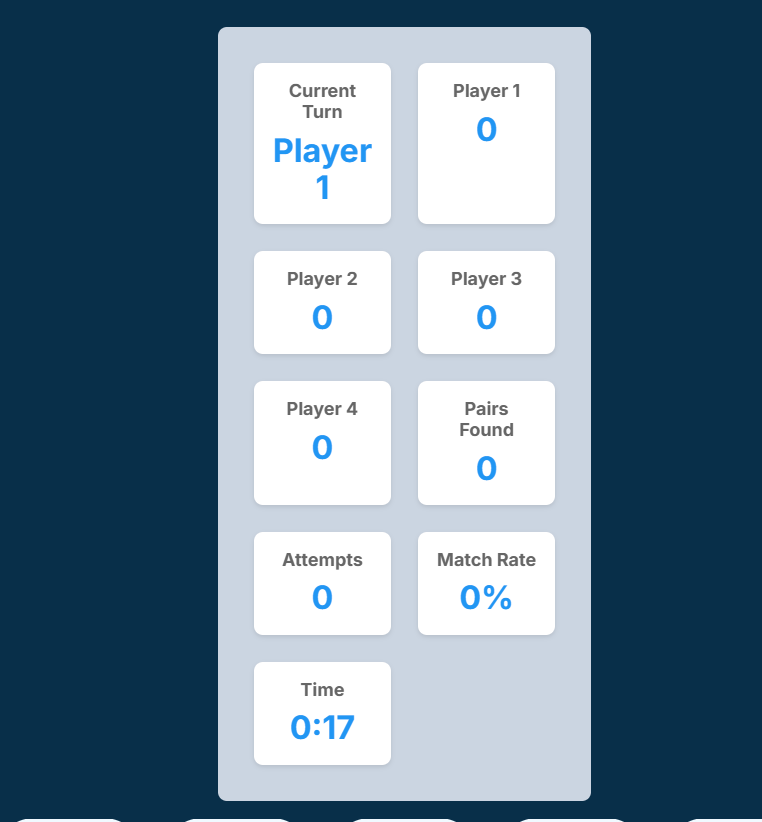 Current
Turn
Player
1
Player 1
0
Player 2
0
Player 3
0
Player 4
0
Pairs
Found
0
Attempts
0
Match Rate
0%
Time
0:17